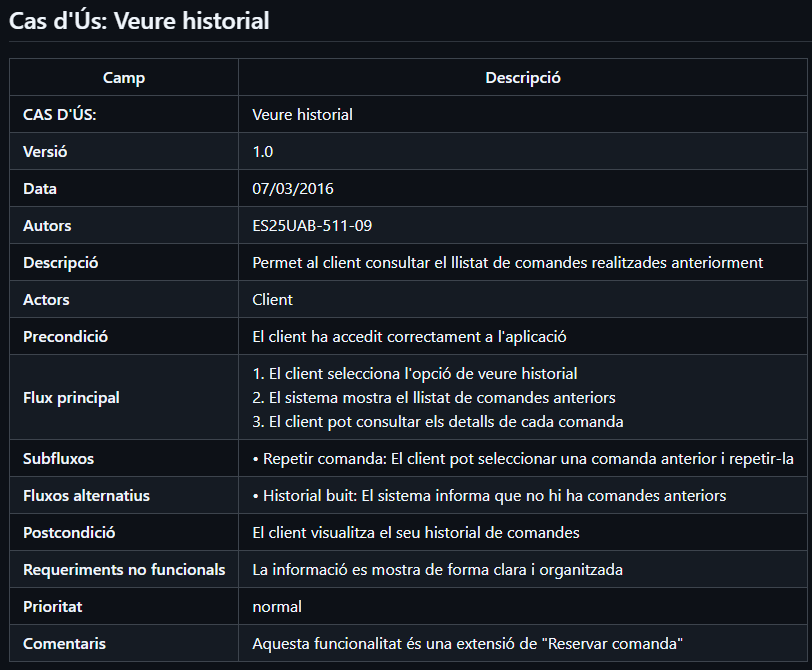 Cas d'Ús: Veure historial
Camp Descripció
CAS D'ÚS: Veure historial
Versió 1.0
Data 07/03/2016
Autors ES25UAB-511-09
Descripció Permet al client consultar el llistat de comandes realitzades anteriorment
Actors Client
Precondició El client ha accedit correctament a l'aplicació
Flux principal
1. El client selecciona l'opció de veure historial
2. El sistema mostra el llistat de comandes anteriors
3. El client pot consultar els detalls de cada comanda
Subfluxos • Repetir comanda: El client pot seleccionar una comanda anterior i repetir-la
Fluxos alternatius • Historial buit: El sistema informa que no hi ha comandes anteriors
Postcondició El client visualitza el seu historial de comandes
Requeriments no funcionals La informació es mostra de forma clara i organitzada
Prioritat normal
Comentaris Aquesta funcionalitat és una extensió de "Reservar comanda"